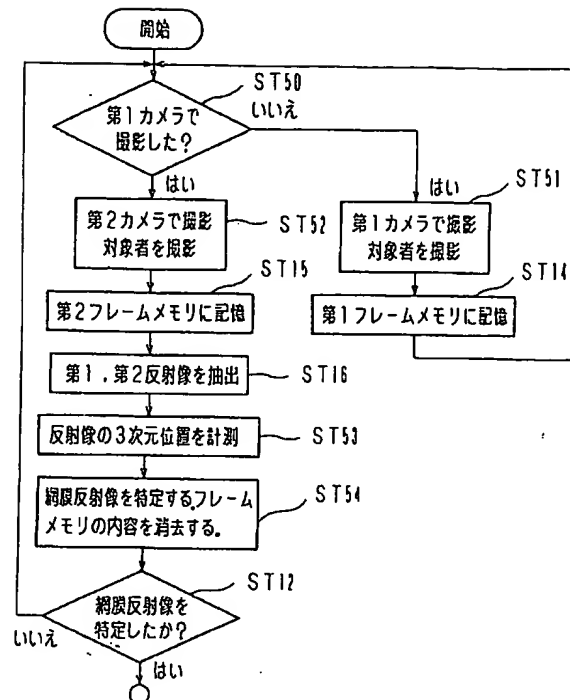 開始
ST50
第1カメラで
撮影した?
いいえ
はい
はい
ST51
第2カメラで撮影
対象者を撮影
ST52
第1カメラで撮影
対象者を撮影
ST15
ST14
第2フレームメモリに記憶
第1フレームメモリに記憶
第1,第2反射像を抽出
ST16
反射像の3次元位置を計測
ST53
網膜反射像を特定する,フレーム
メモリの内容を消去する.
ST54
ST12
網膜反射像を
特定したか?
いいえ
はい